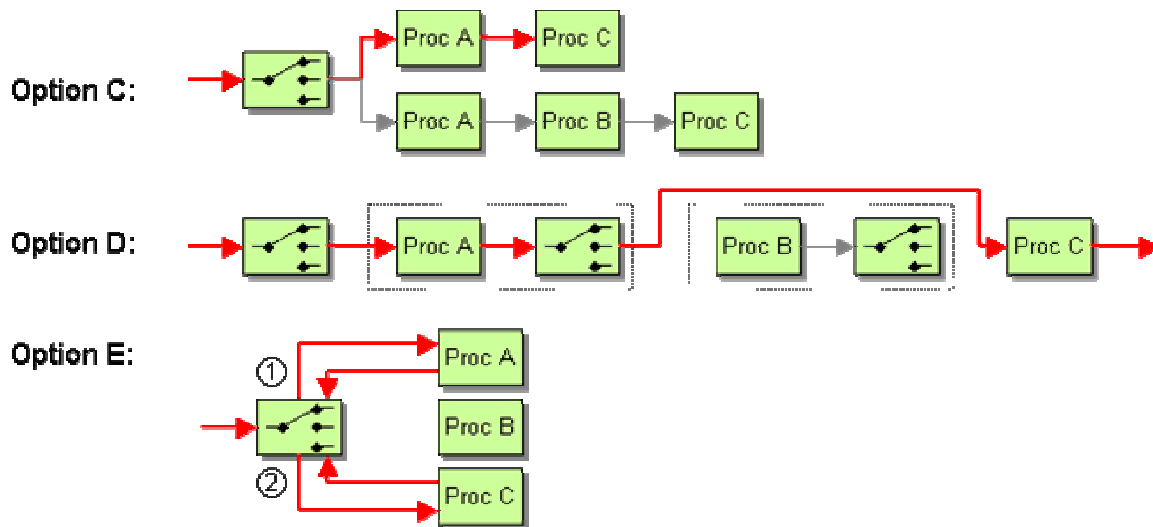 Option C:
Proc A
Proc C
Proc A
Proc B
Proc C
Option D:
Proc A
Proc B
Proc C
Option E:
1
Proc A
Proc B
2
Proc C